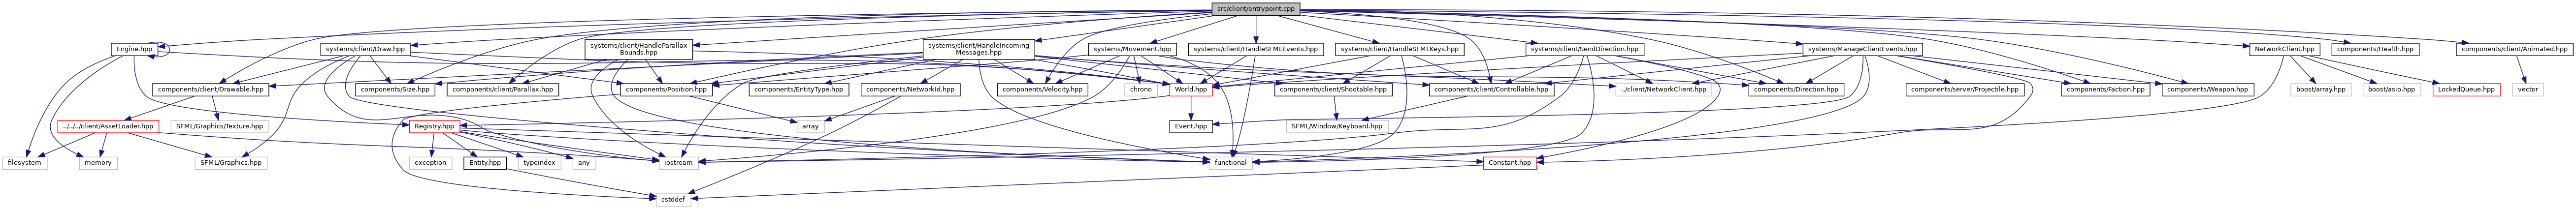 src/client/entrypoint.cpp
Engine.hpp
systems/client/Draw.hpp
systems/client/HandleParallax
Bounds.hpp
systems/client/HandleIncoming
Messages.hpp
systems/Movement.hpp
systems/client/HandleSFMLEvents.hpp
systems/client/HandleSFMLKeys.hpp
systems/client/SendDirection.hpp
systems/ManageClientEvents.hpp
NetworkClient.hpp
components/Health.hpp
components/client/Animated.hpp
components/client/Drawable.hpp
components/Size.hpp
components/client/Parallax.hpp
components/Position.hpp
components/EntityType.hpp
components/NetworkId.hpp
components/Velocity.hpp
chrono
World.hpp
components/client/Shootable.hpp
components/client/Controllable.hpp
../client/NetworkClient.hpp
components/Direction.hpp
components/server/Projectile.hpp
components/Faction.hpp
components/Weapon.hpp
boost/array.hpp
boost/asio.hpp
LockedQueue.hpp
vector
../../../client/AssetLoader.hpp
SFML/Graphics/Texture.hpp
Registry.hpp
array
Event.hpp
SFML/Window/Keyboard.hpp
filesystem
memory
SFML/Graphics.hpp
exception
Entity.hpp
typeindex
any
iostream
functional
Constant.hpp
cstddef